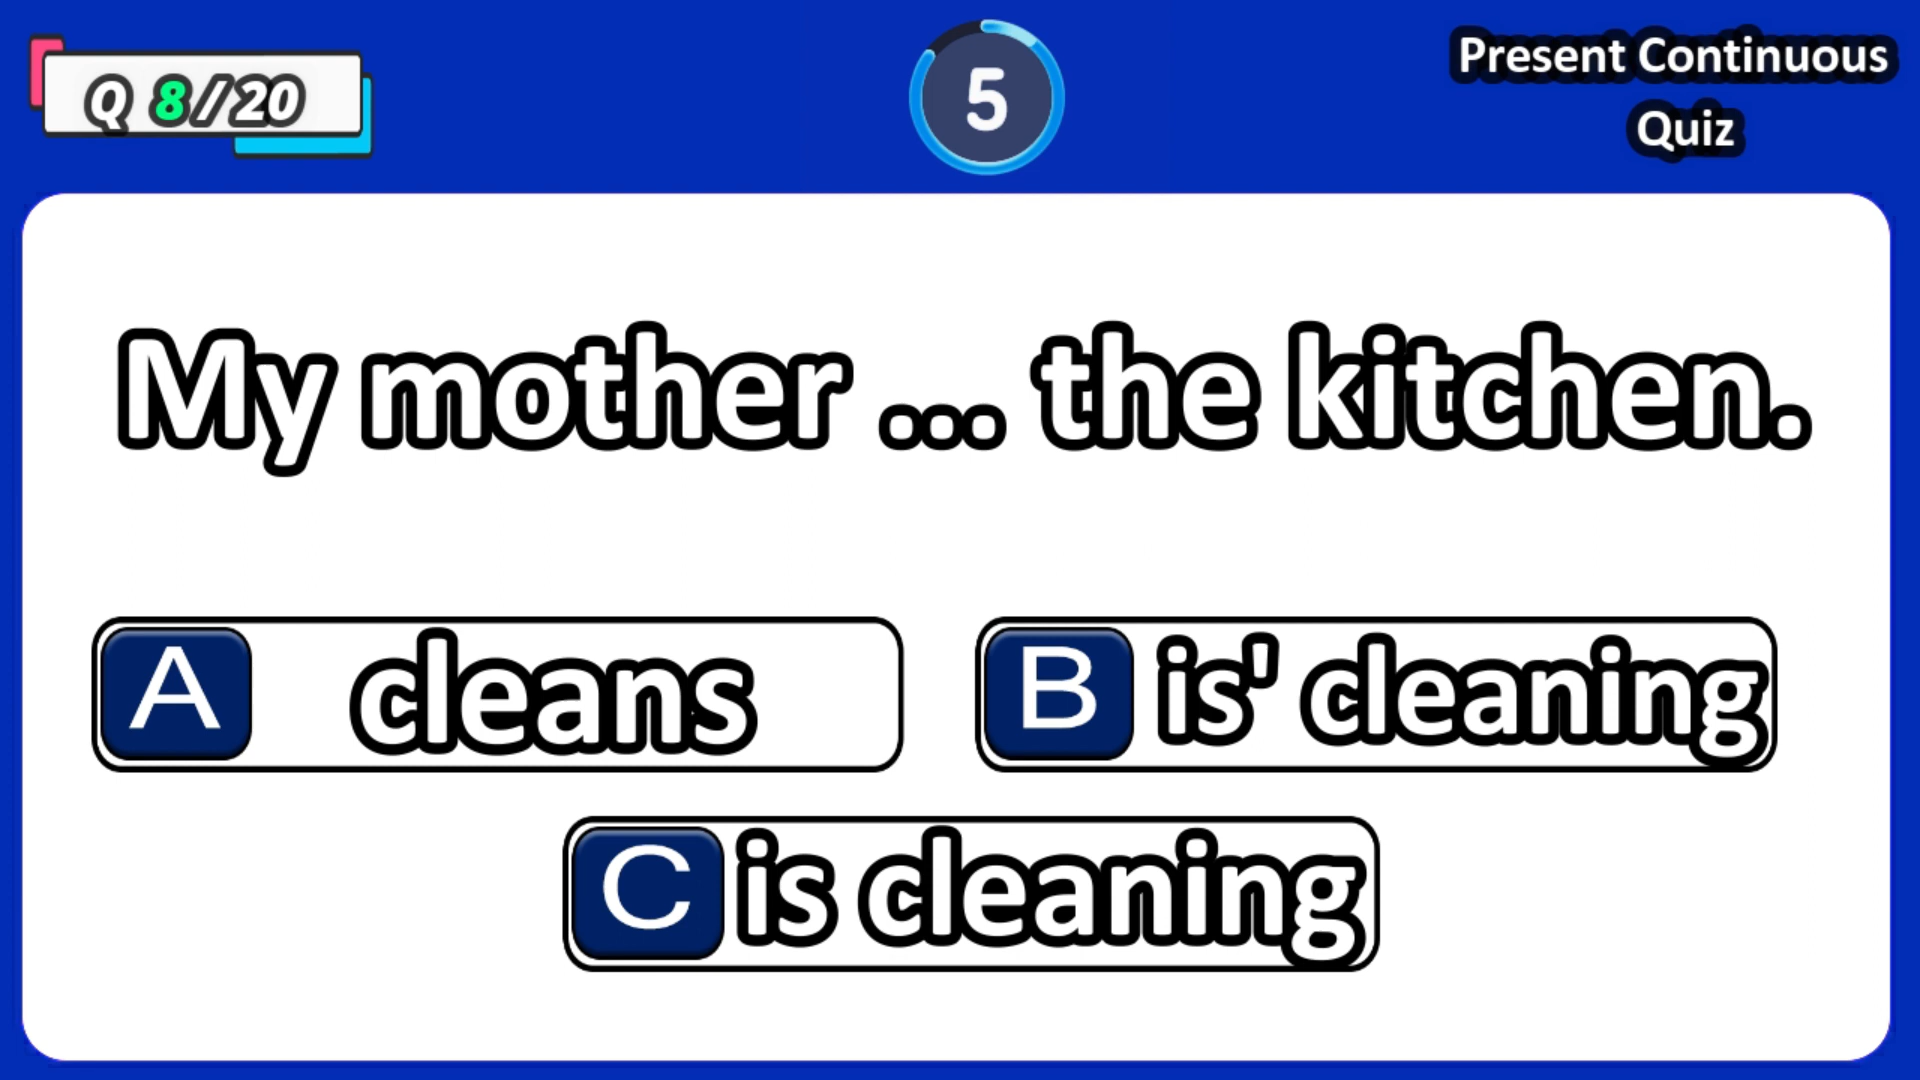 Q 8/20
5
Present Continuous
Quiz
My mother ... the kitchen.
A cleans
B is' cleaning
C is cleaning